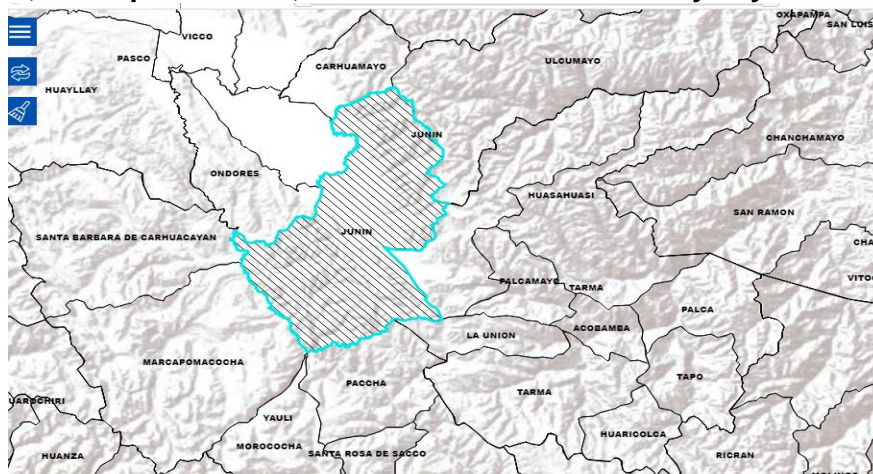 OXAPAMPA
SAN LUIS
VICCO
PASCO
CARHUAMAYO
ULCUMAYO
HUAYLLAY
JUNIN
CHANCHAMAYO
ONDORES
HUASAHUASI
SAN RAMON
JUNIN
SANTA BARBARA DE CARHUACAYAN
CHA
VITOC
PALCAMAYO
TARMA
PALCA
LA UNION
ACOBAMBA
MARCAPOMACOCHA
PACCHA
TARMA
TAPO
UAROCHIRI
YAULI
HUARICOLCA
MOROCOCHA
SANTA ROSA DE SACCO
HUANZA
RICRAN